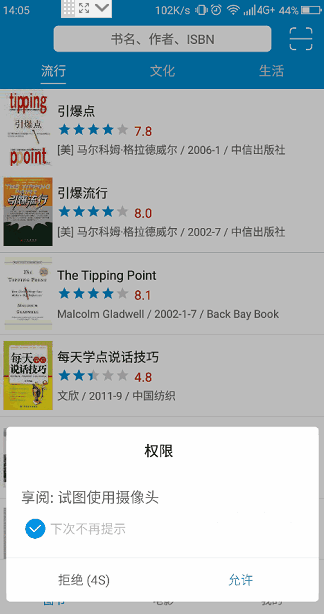 14:05 102K/s 4G+ 44%
书名、作者、ISBN
流行 文化 生活
tipping
引爆点
ppoint
引爆点
7.8
[美] 马尔科姆·格拉德威尔 / 2006-1 / 中信出版社
THE TIPPING POINT
引爆流行
引爆流行
8.0
[美] 马尔科姆·格拉德威尔 / 2002-7 / 中信出版社
The Tipping Point
8.1
Malcolm Gladwell / 2002-1-7 / Back Bay Book
每天学点
说话技巧
每天学点说话技巧
4.8
文欣 / 2011-9 / 中国纺织
权限
享阅: 试图使用摄像头
下次不再提示
拒绝 (4S) 允许